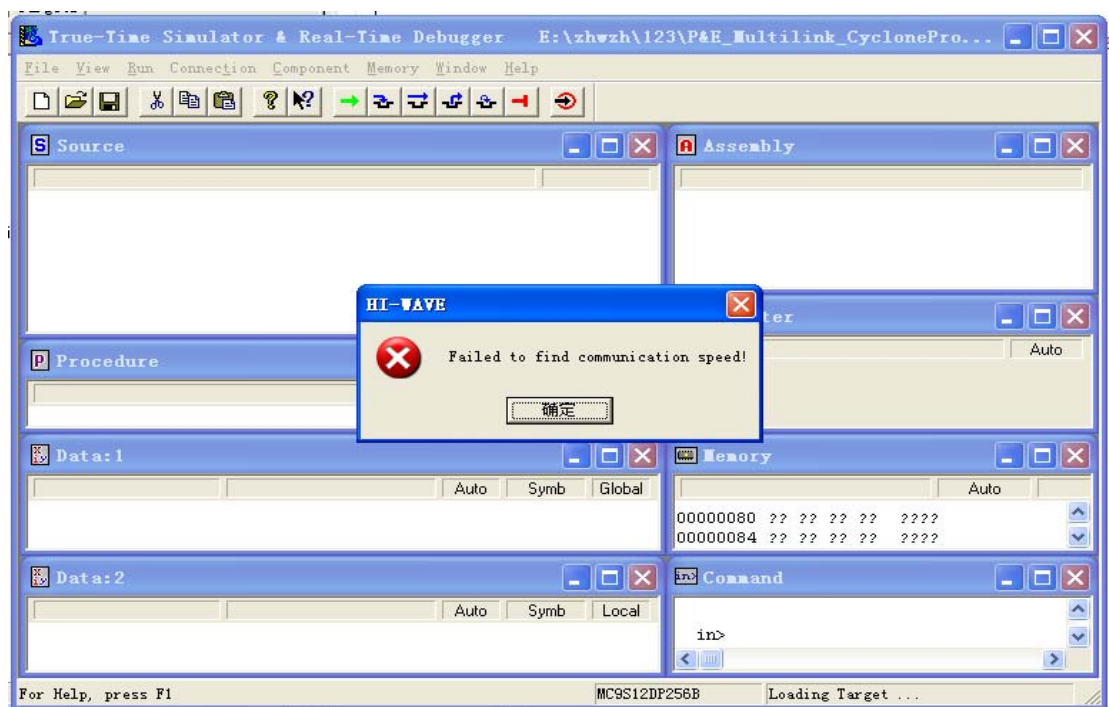 True-Time Simulator & Real-Time Debugger E:\zhwzh\123\P&E_Multilink_CyclonePro...
File View Run Connection Component Memory Window Help
Source
Assembly
HI-WAVE
Failed to find communication speed!
确定
ter
Auto
Procedure
Data:1
Auto Symb Global
Memory
Auto
00000080 ?? ?? ?? ?? ????
00000084 ?? ?? ?? ?? ????
Data:2
Auto Symb Local
Command
in>
For Help, press F1
MC9S12DP256B
Loading Target ...